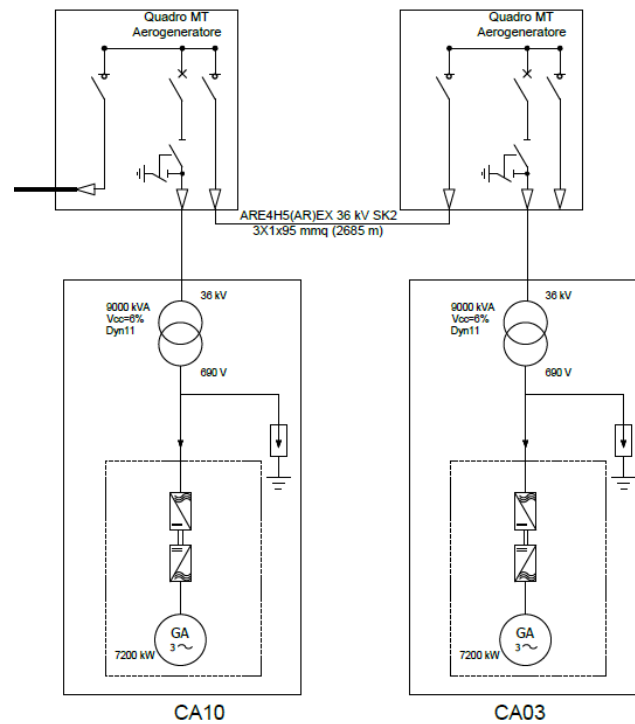 Quadro MT
Aerogeneratore
Quadro MT
Aerogeneratore
ARE4H5(AR)EX 36 kV SK2
3X1x95 mmq (2685 m)
36 kV
9000 kVA
Vcc=6%
Dyn11
690 V
36 kV
9000 kVA
Vcc=6%
Dyn11
690 V
GA
3
7200 kW
GA
3
7200 kW
CA10
CA03